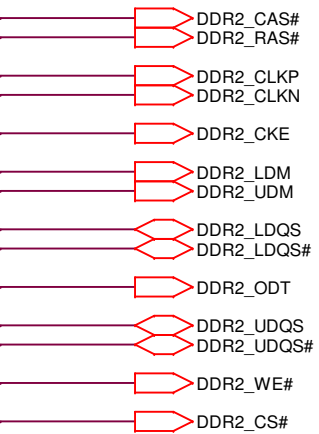 DDR2_CAS#
DDR2_RAS#
DDR2_CLKP
DDR2_CLKN
DDR2_CKE
DDR2_LDM
DDR2_UDM
DDR2_LDQS
DDR2_LDQS#
DDR2_ODT
DDR2_UDQS
DDR2_UDQS#
DDR2_WE#
DDR2_CS#